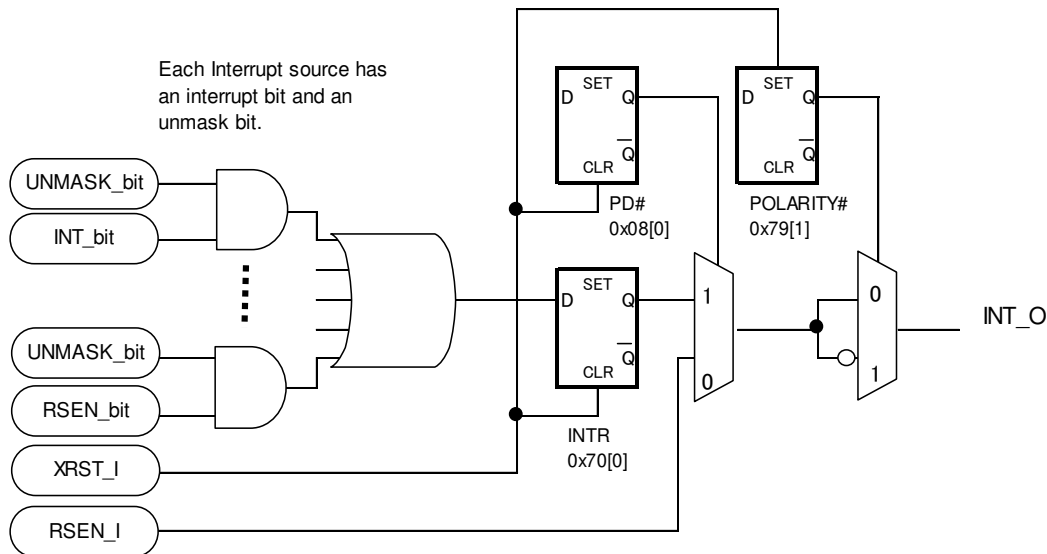 Each Interrupt source has
an interrupt bit and an
unmask bit.
UNMASK_bit
INT_bit
UNMASK_bit
RSEN_bit
XRST_I
RSEN_I
D
SET
Q
Q
CLR
PD#
0x08[0]
D
SET
Q
Q
CLR
POLARITY#
0x79[1]
D
SET
Q
Q
CLR
INTR
0x70[0]
1
0
0
1
INT_O